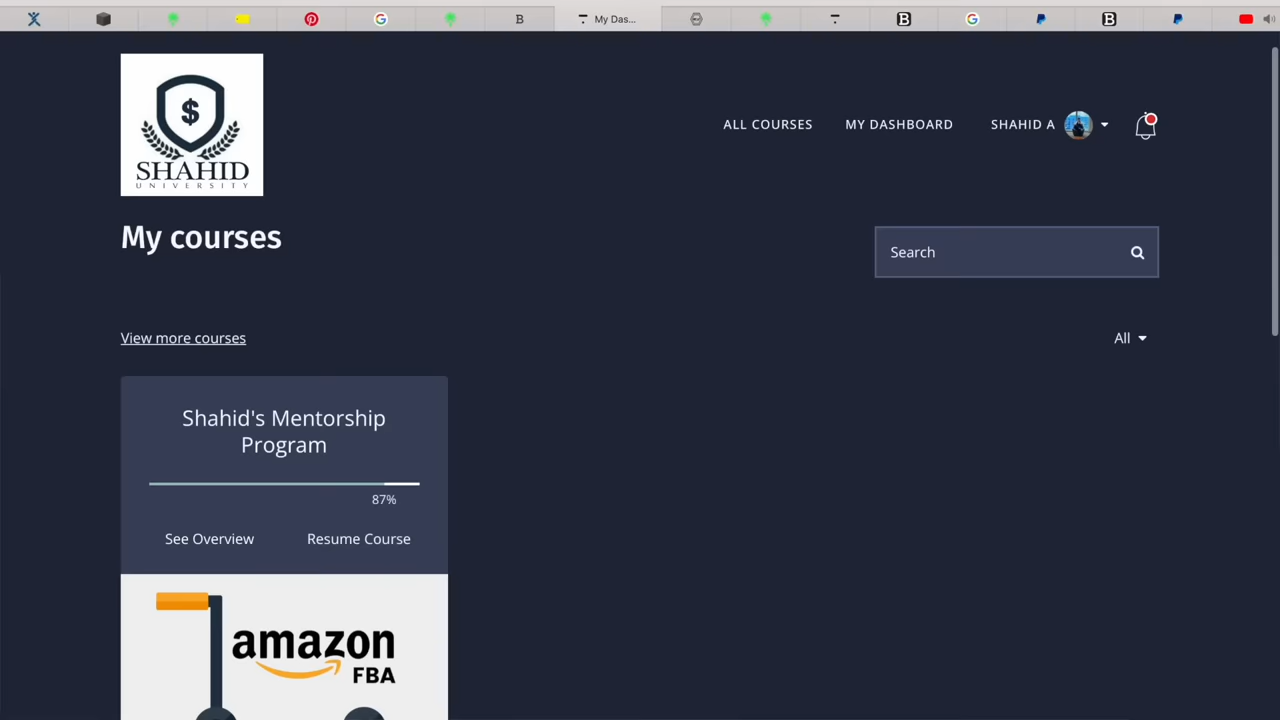 B
My Das...
B
B
$
SHAHID
UNIVERSITY
ALL COURSES
MY DASHBOARD
SHAHID A
My courses
Search
View more courses
All
Shahid's Mentorship
Program
87%
See Overview
Resume Course
amazon
FBA